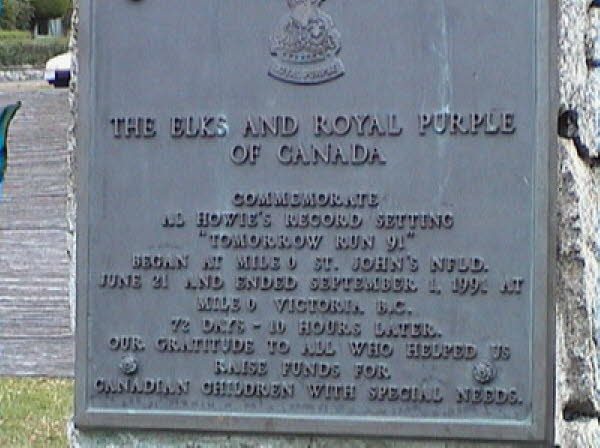 ROYAL PURPLE
THE ELKS AND ROYAL PURPLE
OF CANADA
COMMEMORATE
AL HOWIE'S RECORD SETTING
"TOMORROW RUN 91"
BEGAN AT MILE 0 ST. JOHN'S NFLD.
JUNE 21 AND ENDED SEPTEMBER 1, 1991 AT
MILE 0 VICTORIA B.C.
72 DAYS - 10 HOURS LATER.
OUR GRATITUDE TO ALL WHO HELPED US
RAISE FUNDS FOR
CANADIAN CHILDREN WITH SPECIAL NEEDS.